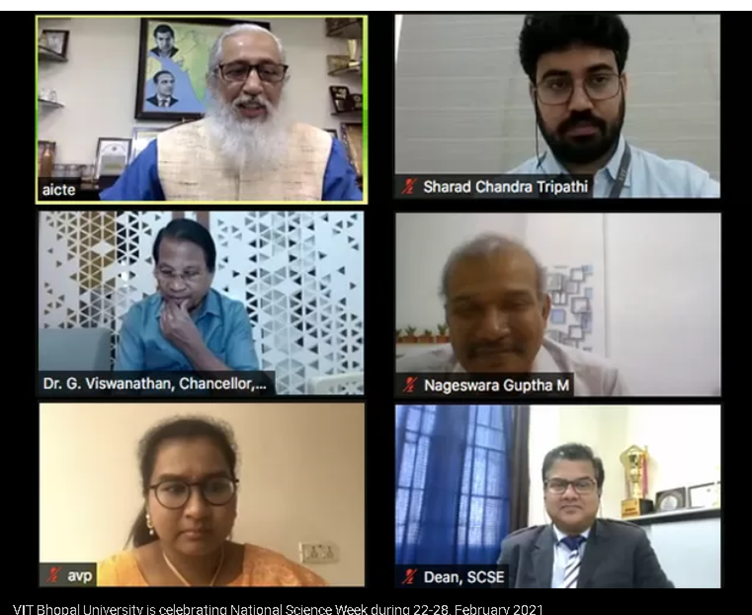 aicte
Sharad Chandra Tripathi
Dr. G. Viswanathan, Chancellor,...
Nageswara Guptha M
avp
Dean, SCSE
VIT Bhopal University is celebrating National Science Week during 22-28, February 2021